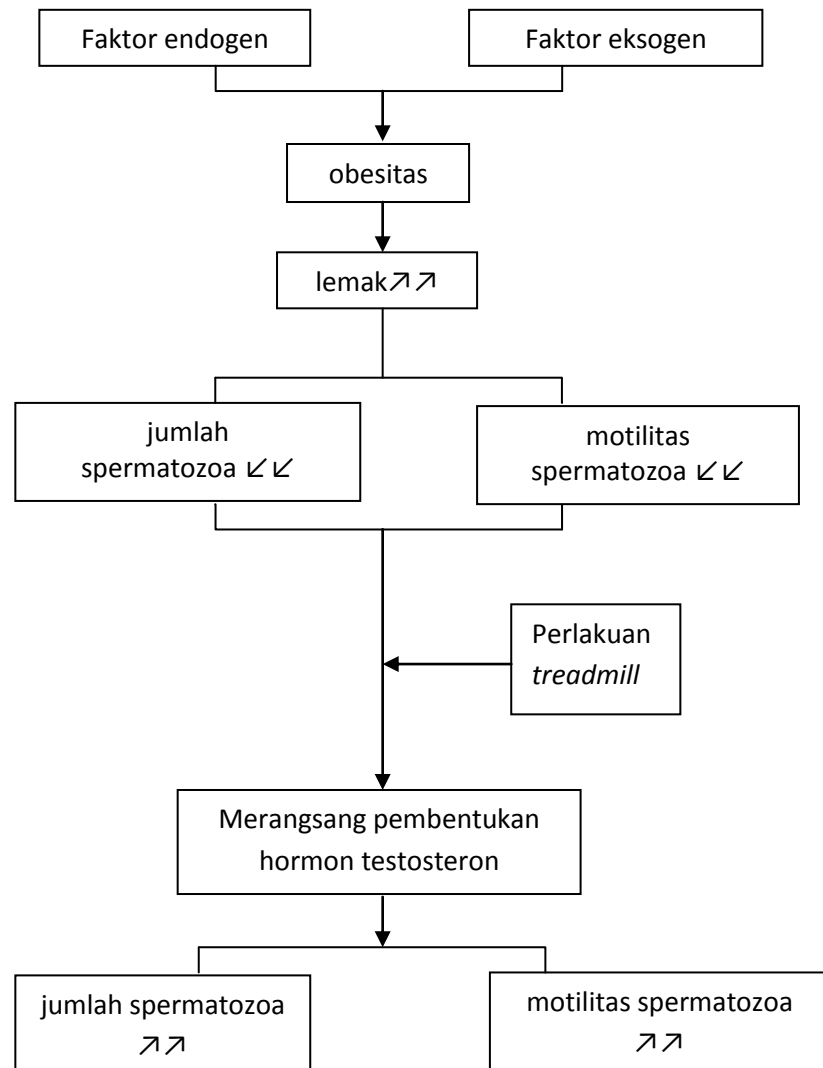 Faktor endogen
Faktor eksogen
obesitas
lemak↗↗
jumlah
spermatozoa ↙↙
motilitas
spermatozoa ↙↙
Perlakuan
treadmill
Merangsang pembentukan
hormon testosteron
jumlah spermatozoa
↗↗
motilitas spermatozoa
↗↗